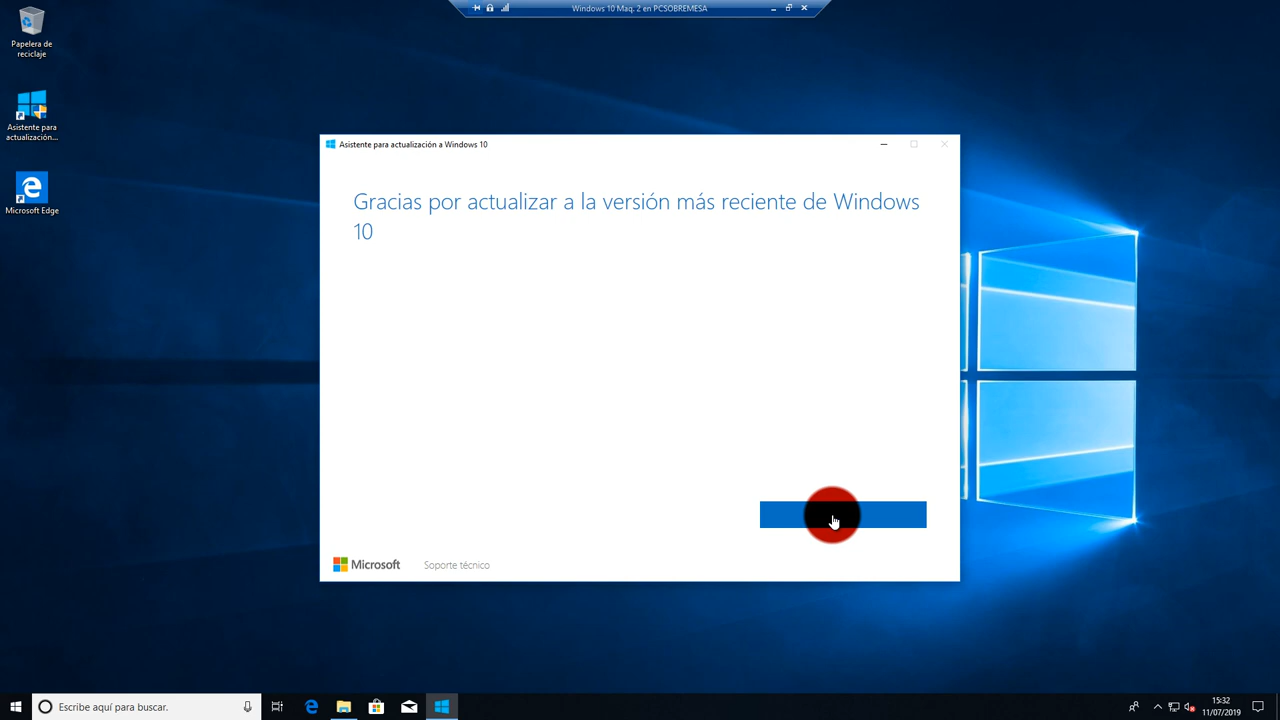 Windows 10 Maq. 2 en PCSOBREMESA
Papelera de
reciclaje
Asistente para
actualización...
Microsoft Edge
Asistente para actualización a Windows 10
Gracias por actualizar a la versión más reciente de Windows
10
Microsoft
Soporte técnico
Escribe aquí para buscar.
15:32
11/07/2019